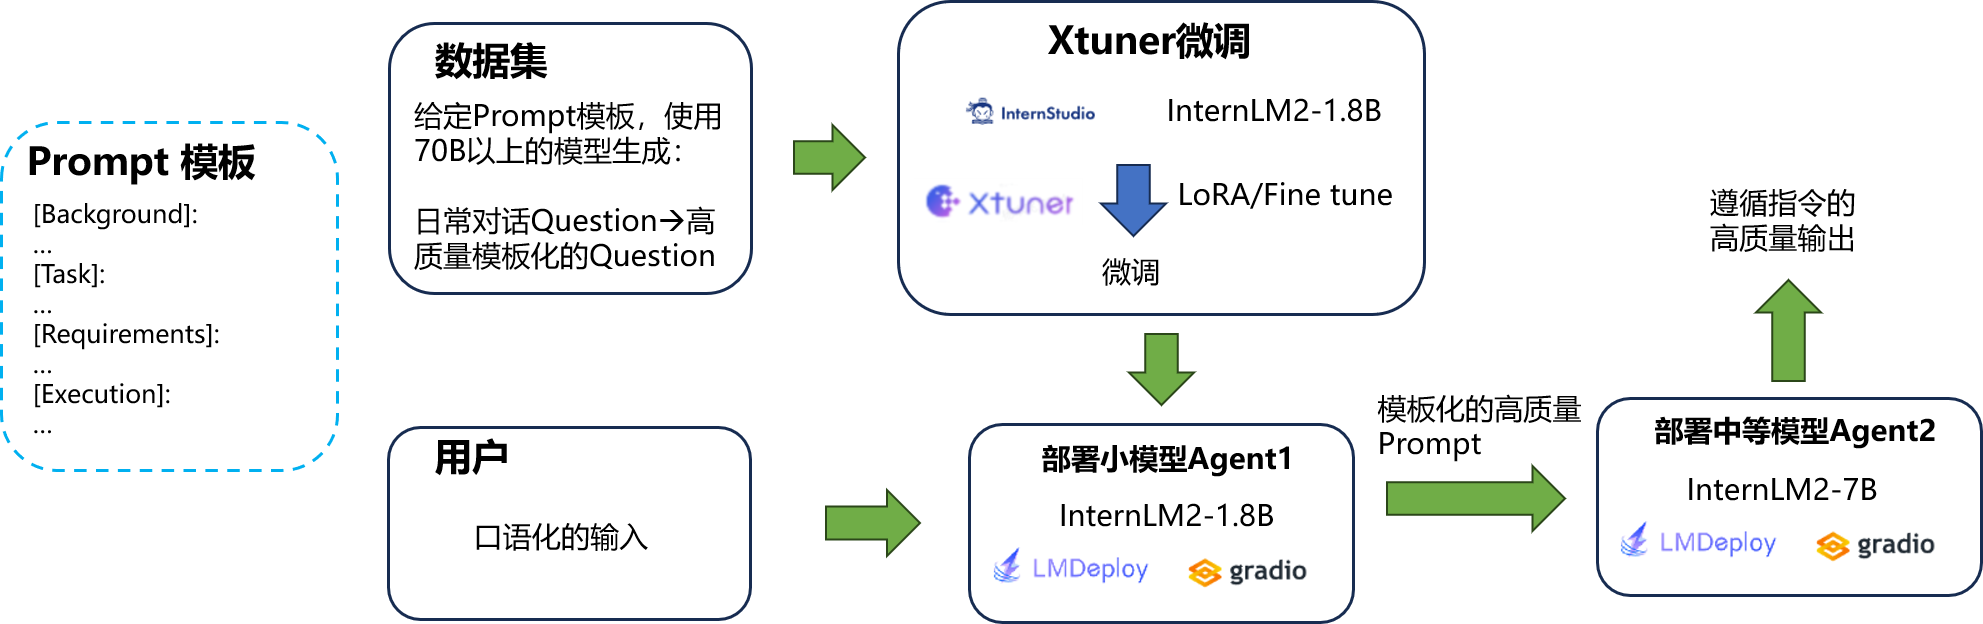 Prompt 模板
[Background]:
...
[Task]:
...
[Requirements]:
...
[Execution]:
...
数据集
给定Prompt模板，使用
70B以上的模型生成：
日常对话Question→高
质量模板化的Question
Xtuner微调
InternStudio
InternLM2-1.8B
Xtuner
LoRA/Fine tune
微调
用户
口语化的输入
部署小模型Agent1
InternLM2-1.8B
LMDeploy
gradio
模板化的高质量
Prompt
部署中等模型Agent2
InternLM2-7B
LMDeploy
gradio
遵循指令的
高质量输出